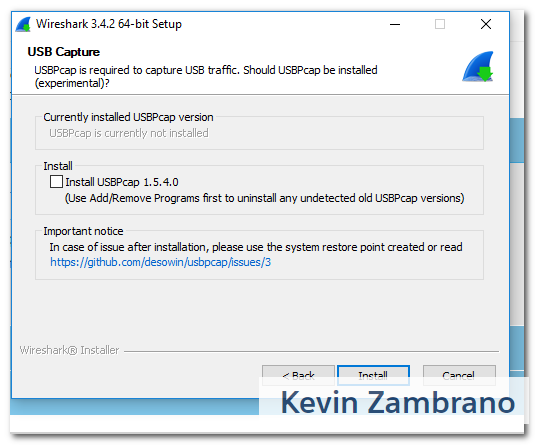 Wireshark 3.4.2 64-bit Setup
USB Capture
USBPcap is required to capture USB traffic. Should USBPcap be installed
(experimental)?
Currently installed USBPcap version
USBPcap is currently not installed
Install
Install USBPcap 1.5.4.0
(Use Add/Remove Programs first to uninstall any undetected old USBPcap versions)
Important notice
In case of issue after installation, please use the system restore point created or read
https://github.com/desowin/usbpcap/issues/3
Wireshark® Installer
< Back Install Cancel
Kevin Zambrano